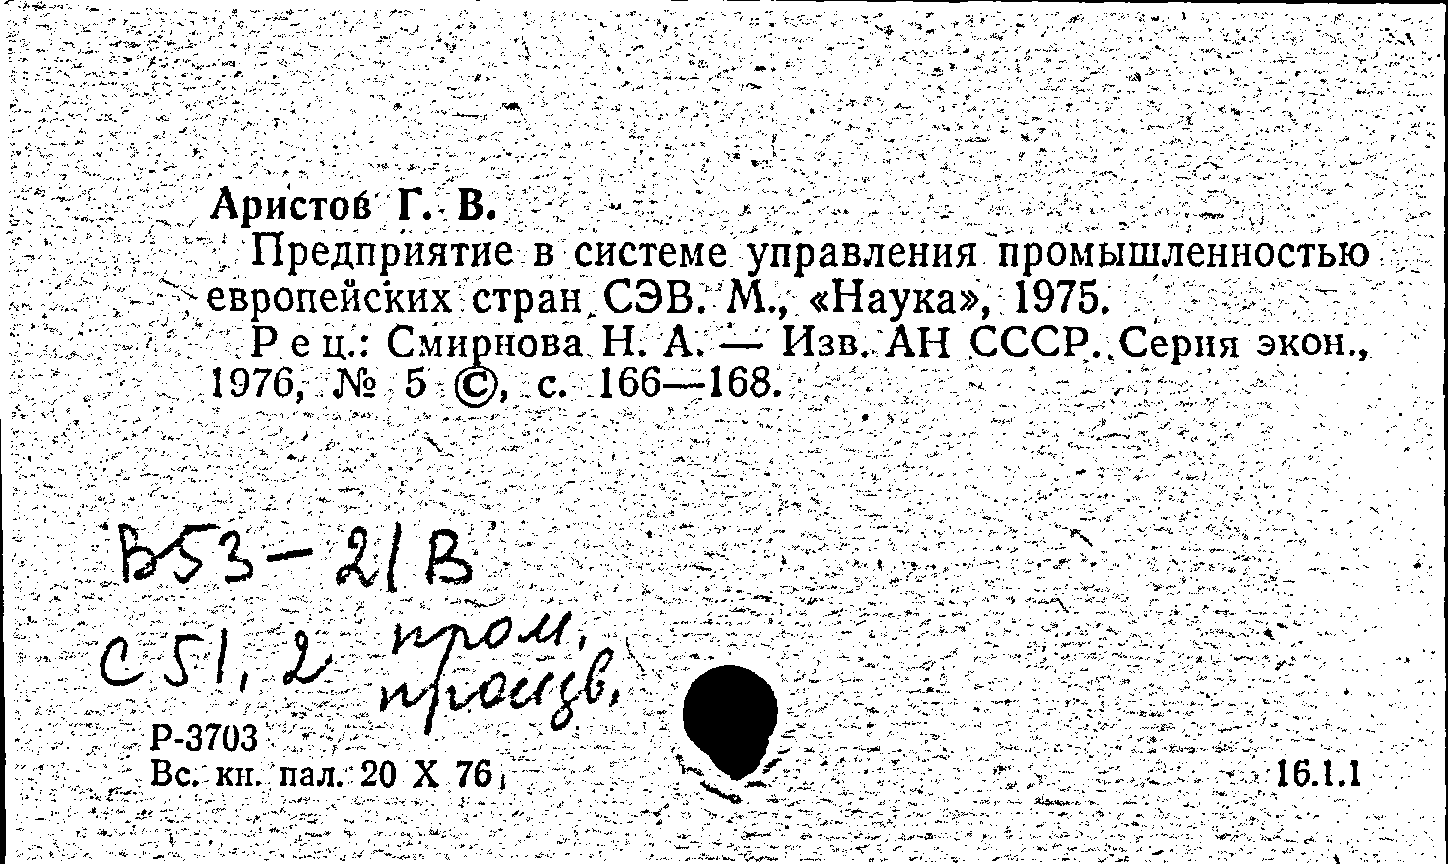 Аристов Г. В.
Предприятие в системе управления промышленностью
европейских стран СЭВ. М., «Наука», 1975.
Рец.: Смирнова Н. А. — Изв. АН СССР. Серия экон.,
1976, № 5 ©, с. 166—168.
В53 – 2/В
С51,2 пром.
произв.
Р-3703
Вс. кн. пал. 20 X 76
16.1.1